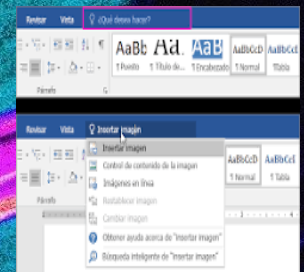 Revisar Vista ¿Qué desea hacer?
AaBb AaI. AaB AaBbCcD AaBbCcI
1 Puesto 1 Título de... 1 Encabezado 1 Normal 1 Tabla
Párrafo
Revisar Vista Insertar imagen
Insertar imagen
Control de contenido de la imagen
Imágenes en línea
Restablecer imagen
Cambiar imagen
Obtener ayuda acerca de "Insertar imagen"
Búsqueda inteligente de "Insertar imagen"
AaBbCcD AaBbCcI
1 Normal 1 Tabla
Párrafo